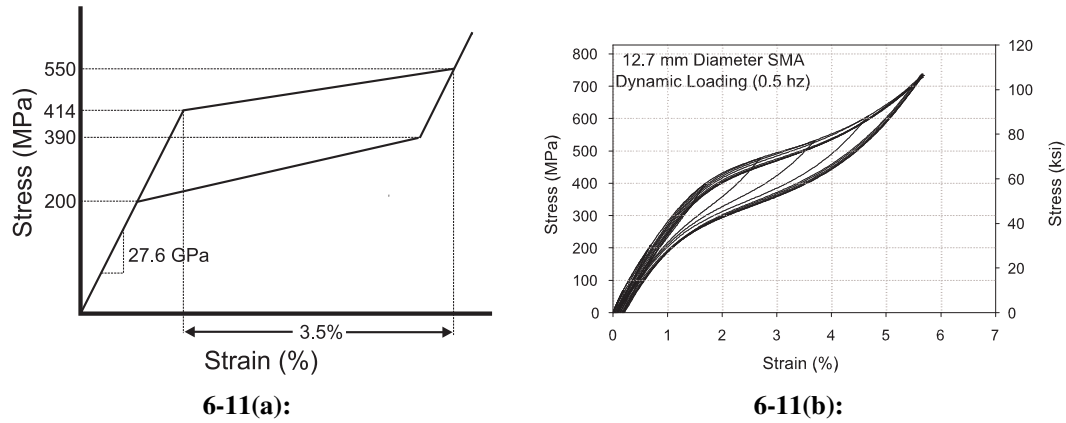 550
414
390
200
Stress (MPa)
27.6 GPa
3.5%
Strain (%)
6-11(a):
12.7 mm Diameter SMA
Dynamic Loading (0.5 hz)
800
700
600
500
400
300
200
100
0
Stress (MPa)
120
100
80
60
40
20
0
Stress (ksi)
0 1 2 3 4 5 6 7
Strain (%)
6-11(b):